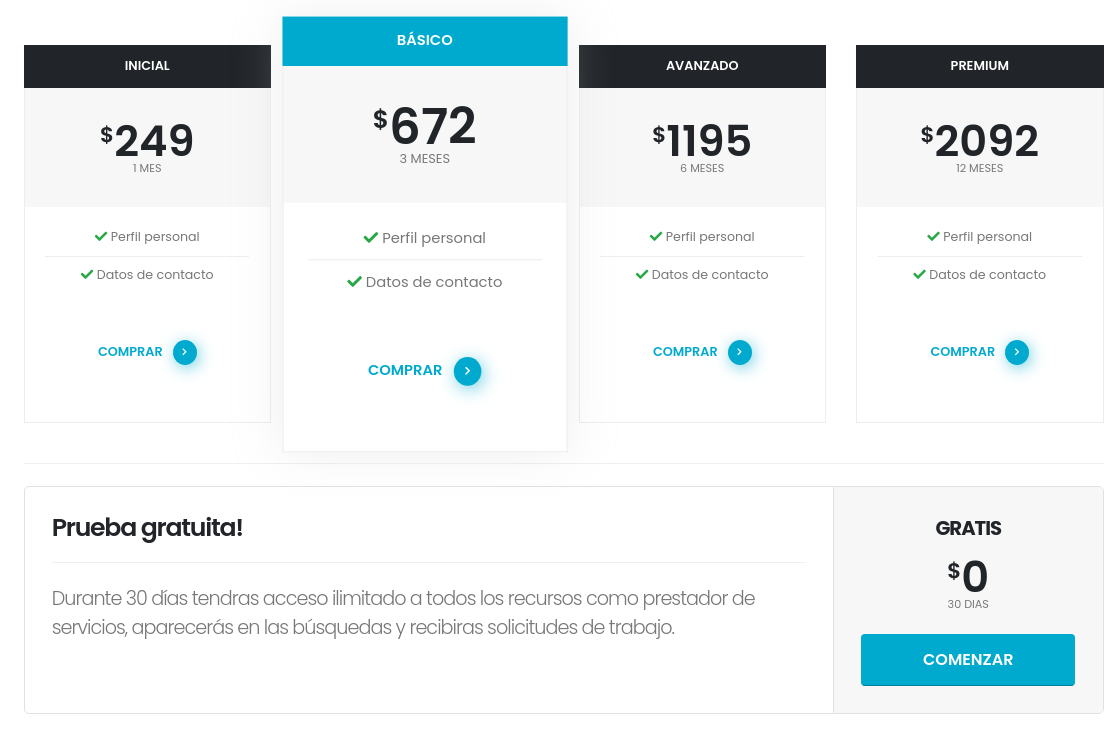 INICIAL
$249
1 MES
Perfil personal
Datos de contacto
COMPRAR
BÁSICO
$672
3 MESES
Perfil personal
Datos de contacto
COMPRAR
AVANZADO
$1195
6 MESES
Perfil personal
Datos de contacto
COMPRAR
PREMIUM
$2092
12 MESES
Perfil personal
Datos de contacto
COMPRAR
Prueba gratuita!
Durante 30 días tendras acceso ilimitado a todos los recursos como prestador de
servicios, aparecerás en las búsquedas y recibiras solicitudes de trabajo.
GRATIS
$0
30 DIAS
COMENZAR